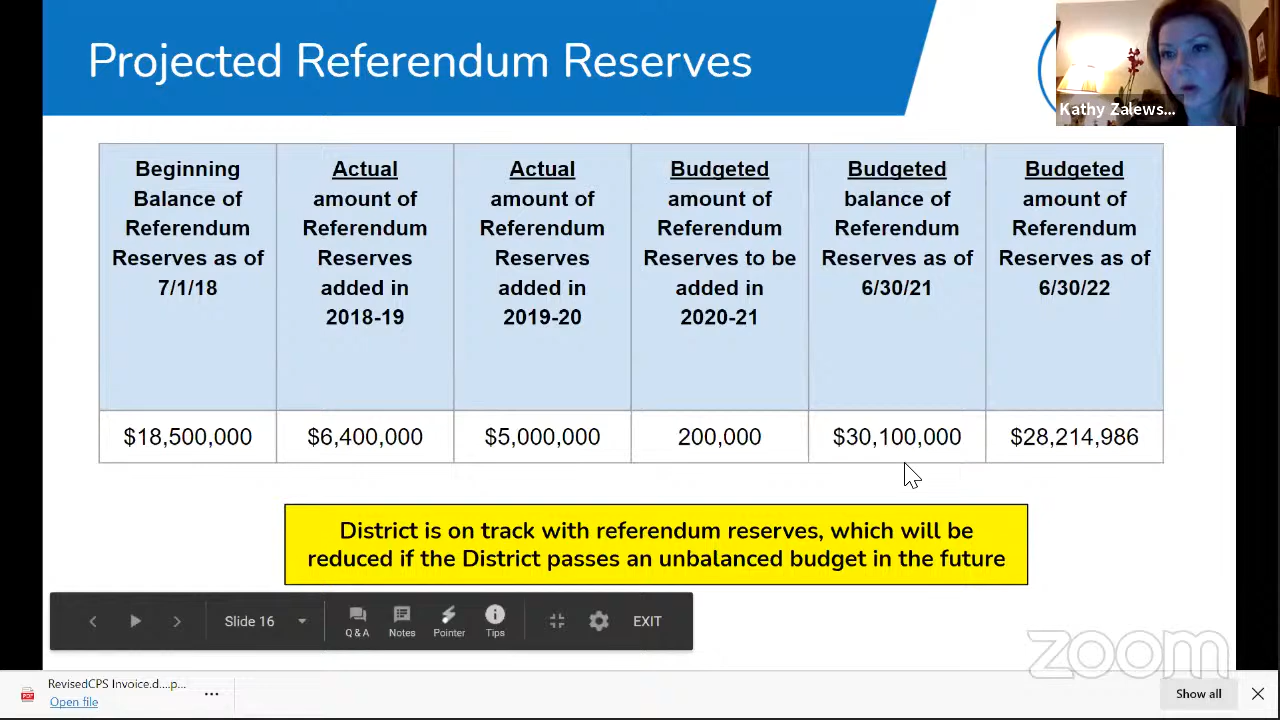 Projected Referendum Reserves
Kathy Zalews...
Beginning
Balance of
Referendum
Reserves as of
7/1/18
Actual
amount of
Referendum
Reserves
added in
2018-19
Actual
amount of
Referendum
Reserves
added in
2019-20
Budgeted
amount of
Referendum
Reserves to be
added in
2020-21
Budgeted
balance of
Referendum
Reserves as of
6/30/21
Budgeted
amount of
Referendum
Reserves as of
6/30/22
$18,500,000
$6,400,000
$5,000,000
200,000
$30,100,000
$28,214,986
District is on track with referendum reserves, which will be
reduced if the District passes an unbalanced budget in the future
Slide 16
Q & A
Notes
Pointer
Tips
EXIT
zoom
RevisedCPS Invoice.d....p...
Open file
Show all